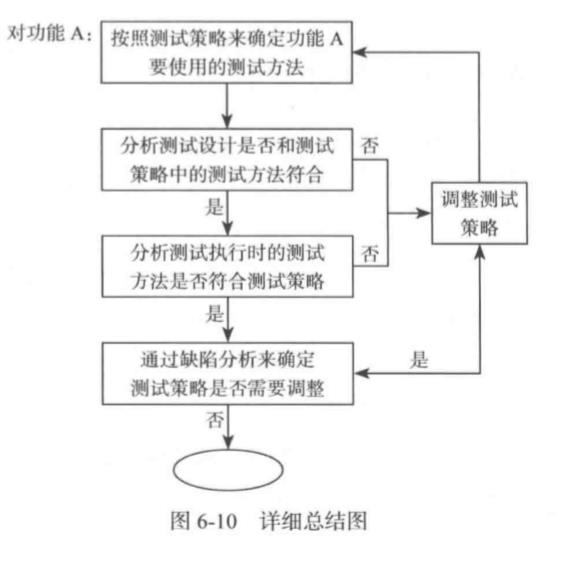 对功能 A：
按照测试策略来确定功能 A
要使用的测试方法
分析测试设计是否和测试
策略中的测试方法符合
否
是
调整测试
策略
分析测试执行时的测试
方法是否符合测试策略
否
是
通过缺陷分析来确定
测试策略是否需要调整
是
否
图 6-10 详细总结图